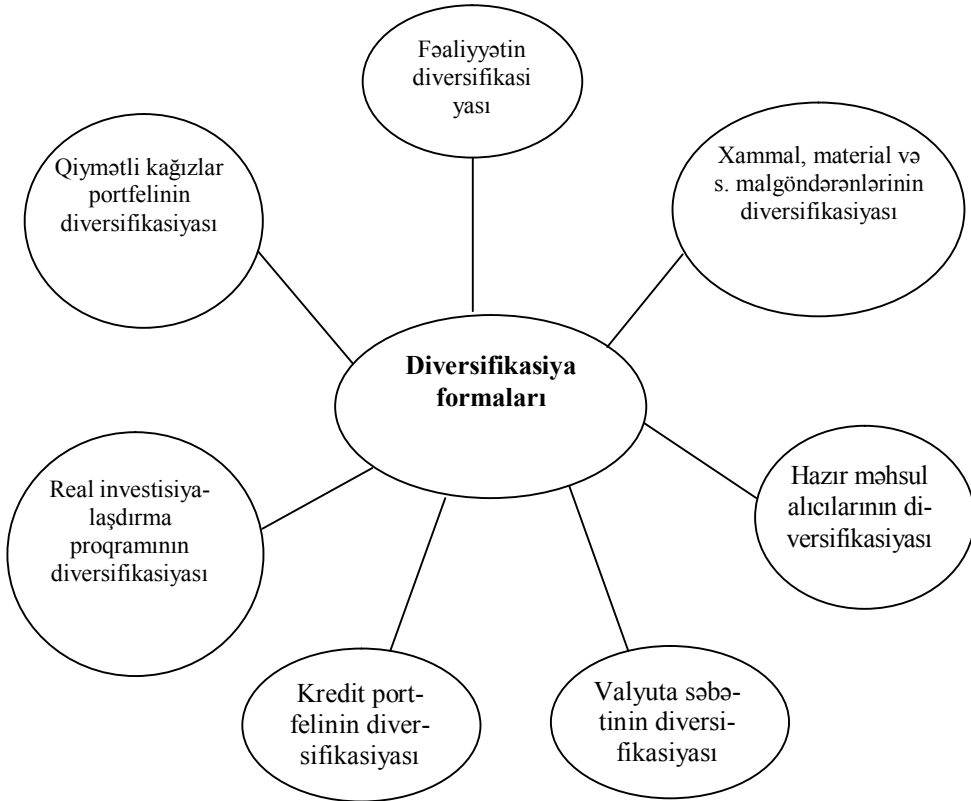 Fəaliyyətin
diversifikasi
yası
Qiymətli kağızlar
portfelinin
diversifikasiyası
Xammal, material və
s. malgöndərənlərinin
diversifikasiyası
Diversifikasiya
formaları
Real investisiya-
laşdırma
proqramının
diversifikasiyası
Hazır məhsul
alıcılarının di-
versifikasiyası
Kredit port-
felinin diver-
sifikasiyası
Valyuta səbə-
tinin diversi-
fikasiyası